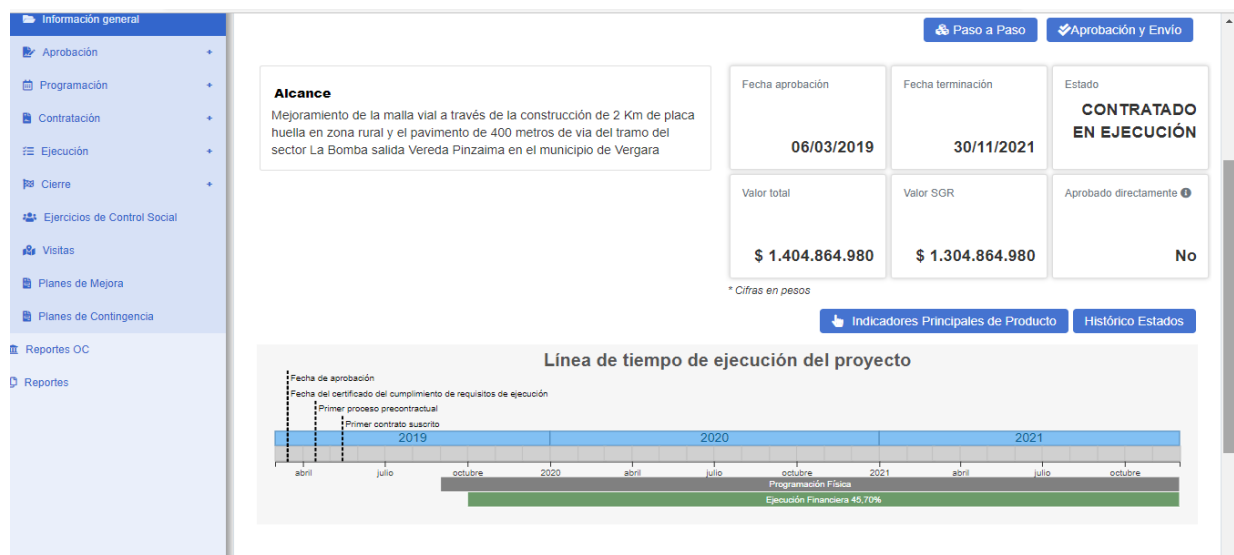 Información general
Aprobación +
Programación +
Contratación +
Ejecución +
Cierre +
Ejercicios de Control Social
Visitas
Planes de Mejora
Planes de Contingencia
Reportes OC
Reportes
Paso a Paso
Aprobación y Envío
Alcance
Mejoramiento de la malla vial a través de la construcción de 2 Km de placa
huella en zona rural y el pavimento de 400 metros de via del tramo del
sector La Bomba salida Vereda Pinzaima en el municipio de Vergara
Fecha aprobación
06/03/2019
Fecha terminación
30/11/2021
Estado
CONTRATADO
EN EJECUCIÓN
Valor total
$ 1.404.864.980
Valor SGR
$ 1.304.864.980
Aprobado directamente
No
* Cifras en pesos
Indicadores Principales de Producto
Histórico Estados
Línea de tiempo de ejecución del proyecto
Fecha de aprobación
Fecha del certificado del cumplimiento de requisitos de ejecución
Primer proceso precontractual
Primer contrato suscrito
2019 2020 2021
abril julio octubre 2020 abril julio octubre 2021 abril julio octubre
Programación Física
Ejecución Financiera 45,70%